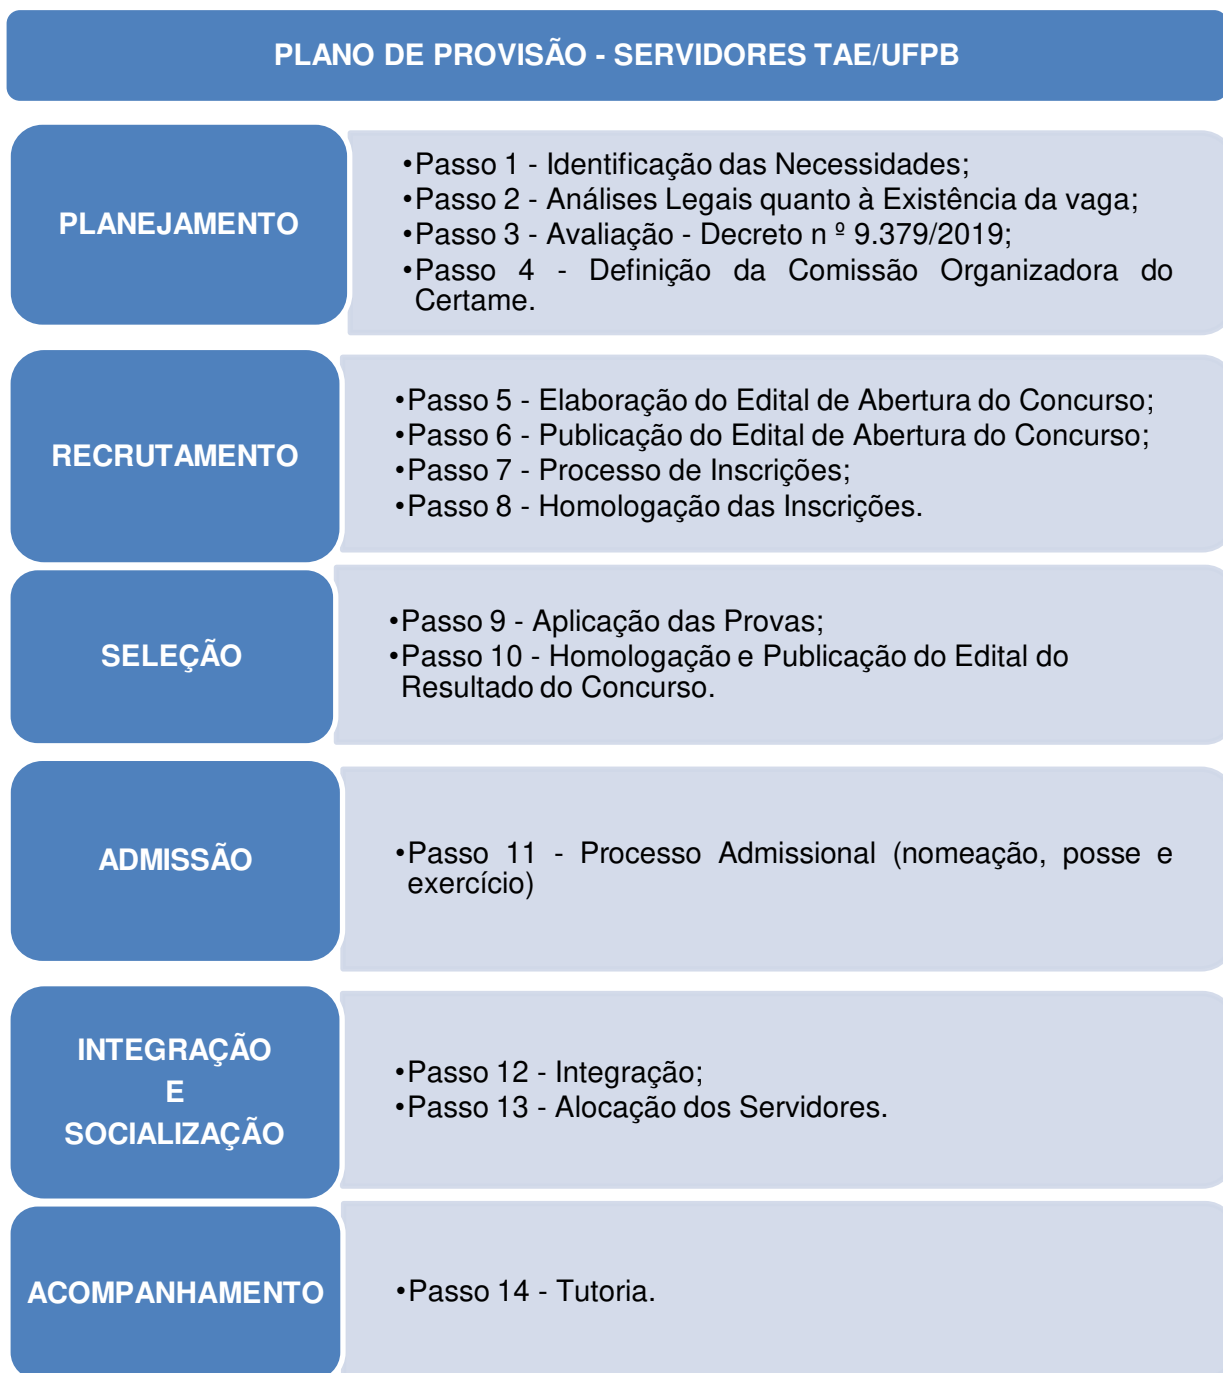 PLANO DE PROVISÃO - SERVIDORES TAE/UFPB
PLANEJAMENTO
•Passo 1 - Identificação das Necessidades;
•Passo 2 - Análises Legais quanto à Existência da vaga;
•Passo 3 - Avaliação - Decreto n º 9.379/2019;
•Passo 4 - Definição da Comissão Organizadora do
Certame.
RECRUTAMENTO
•Passo 5 - Elaboração do Edital de Abertura do Concurso;
•Passo 6 - Publicação do Edital de Abertura do Concurso;
•Passo 7 - Processo de Inscrições;
•Passo 8 - Homologação das Inscrições.
SELEÇÃO
•Passo 9 - Aplicação das Provas;
•Passo 10 - Homologação e Publicação do Edital do
Resultado do Concurso.
ADMISSÃO
•Passo 11 - Processo Admissional (nomeação, posse e
exercício)
INTEGRAÇÃO
E
SOCIALIZAÇÃO
•Passo 12 - Integração;
•Passo 13 - Alocação dos Servidores.
ACOMPANHAMENTO
•Passo 14 - Tutoria.